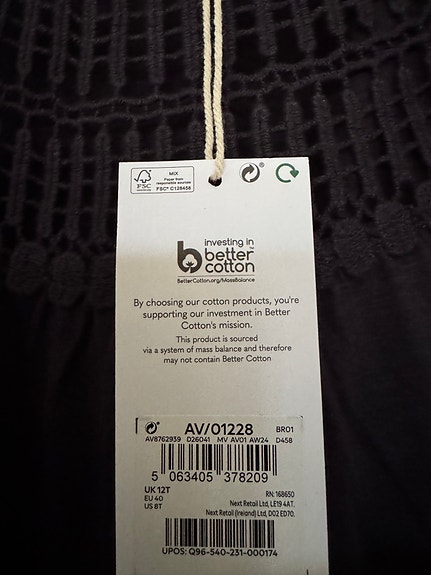 FSC
MIX
Paper from
responsible sources
FSC® C128458
investing in
better
cotton™
BetterCotton.org/MassBalance
By choosing our cotton products, you're
supporting our investment in Better
Cotton's mission.
This product is sourced
via a system of mass balance and therefore
may not contain Better Cotton
AV/01228
BR01
AV8762939 D26041 MV AV01 AW24 D458
5 063405 378209
UK 12T
EU 40
US 8T
RN: 168650
Next Retail Ltd, LE19 4AT.
Next Retail (Ireland) Ltd, D02 ED70.
UPOS: Q96-540-231-000174